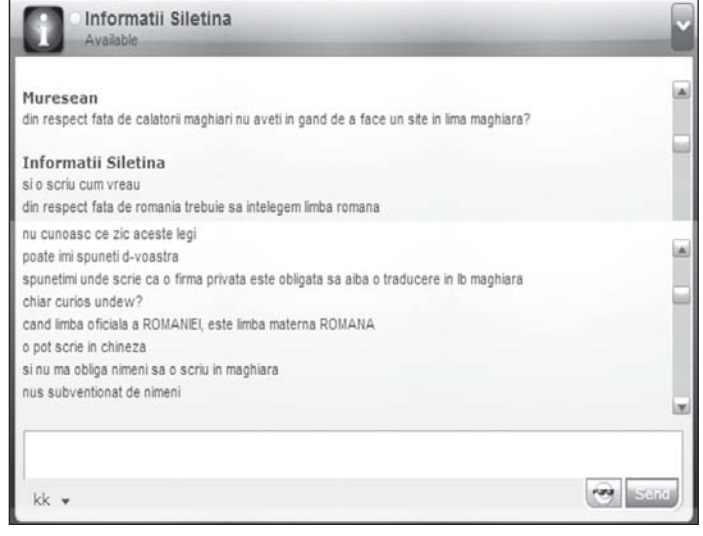 Informatii Siletina
Available
Muresean
din respect fata de calatorii maghiari nu aveti in gand de a face un site in lima maghiara?
Informatii Siletina
si o scriu cum vreau
din respect fata de romania trebuie sa intelegem limba romana
nu cunoasc ce zic aceste legi
poate imi spuneti d-voastra
spunetimi unde scrie ca o firma privata este obligata sa aiba o traducere in lb maghiara
chiar curios undew?
cand limba oficiala a ROMANIEI, este limba materna ROMANA
o pot scrie in chineza
si nu ma obliga nimeni sa o scriu in maghiara
nus subventionat de nimeni
kk
Send